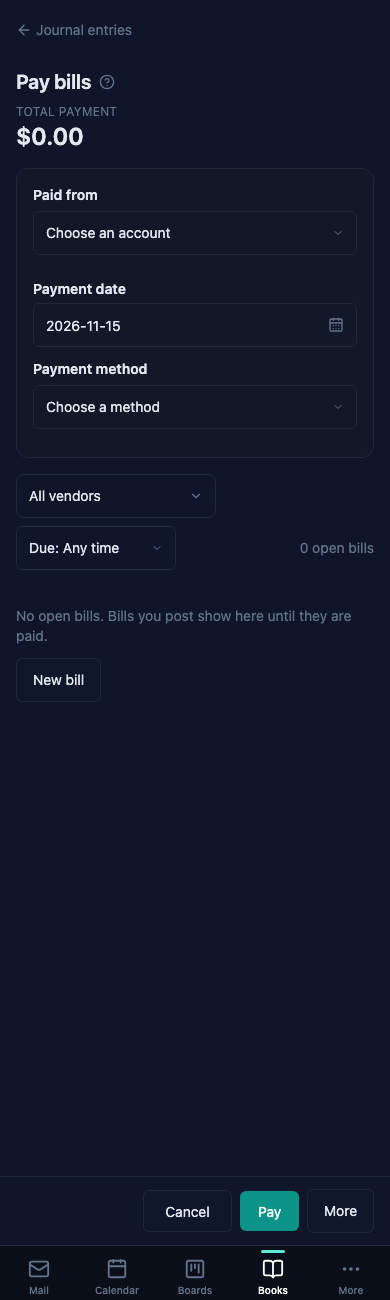 Journal entries
Pay bills
TOTAL PAYMENT
$0.00
Paid from
Choose an account
Payment date
2026-11-15
Payment method
Choose a method
All vendors
Due: Any time
0 open bills
No open bills. Bills you post show here until they are
paid.
New bill
Cancel
Pay
More
Mail
Calendar
Boards
Books
More